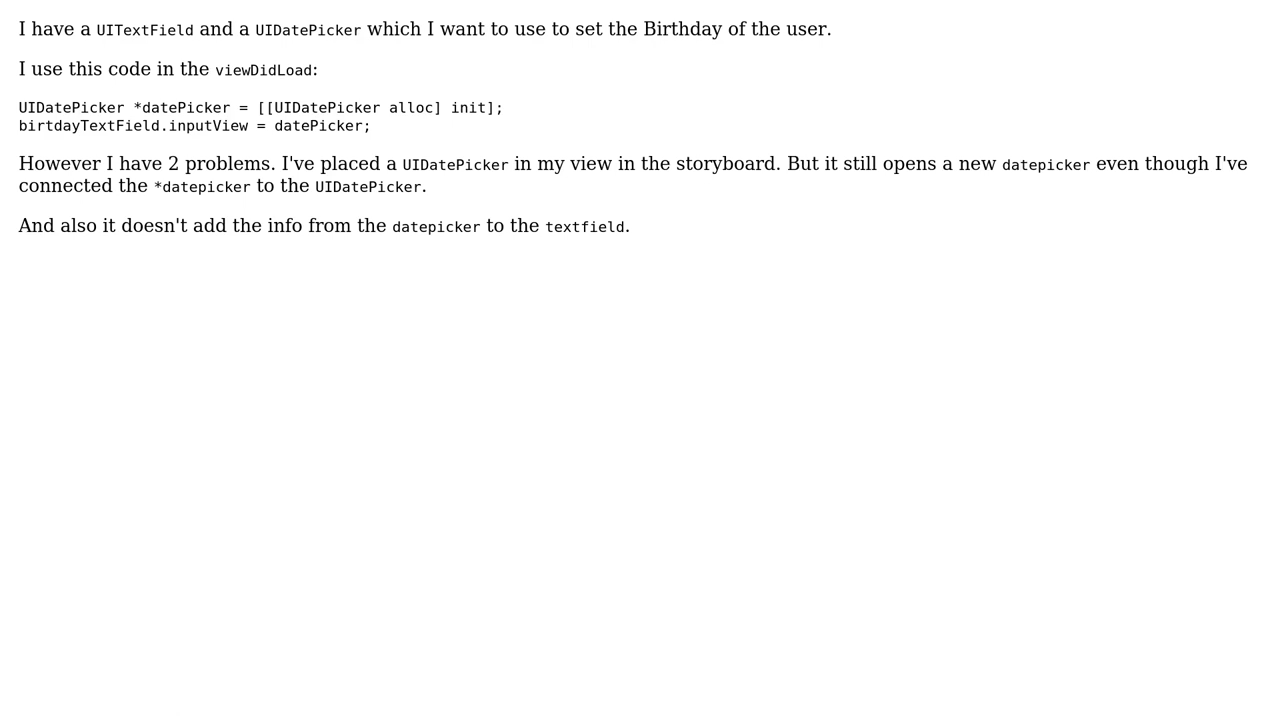 I have a UITextField and a UIDatePicker which I want to use to set the Birthday of the user.
I use this code in the viewDidLoad:
UIDatePicker *datePicker = [[UIDatePicker alloc] init];
birtdayTextField.inputView = datePicker;
However I have 2 problems. I've placed a UIDatePicker in my view in the storyboard. But it still opens a new datepicker even though I've
connected the *datepicker to the UIDatePicker.
And also it doesn't add the info from the datepicker to the textfield.